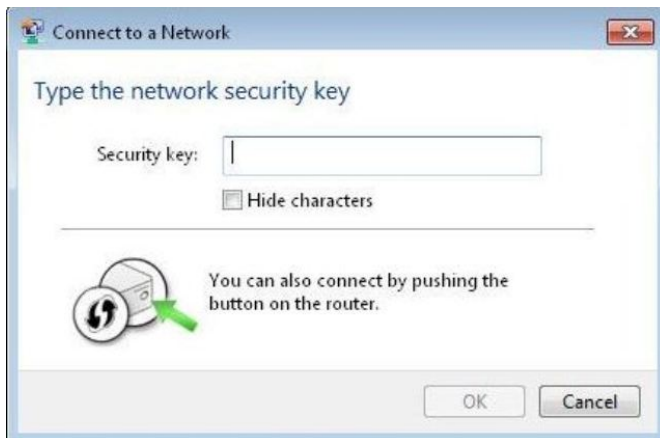 Connect to a Network
Type the network security key
Security key:
Hide characters
You can also connect by pushing the
button on the router.
OK
Cancel